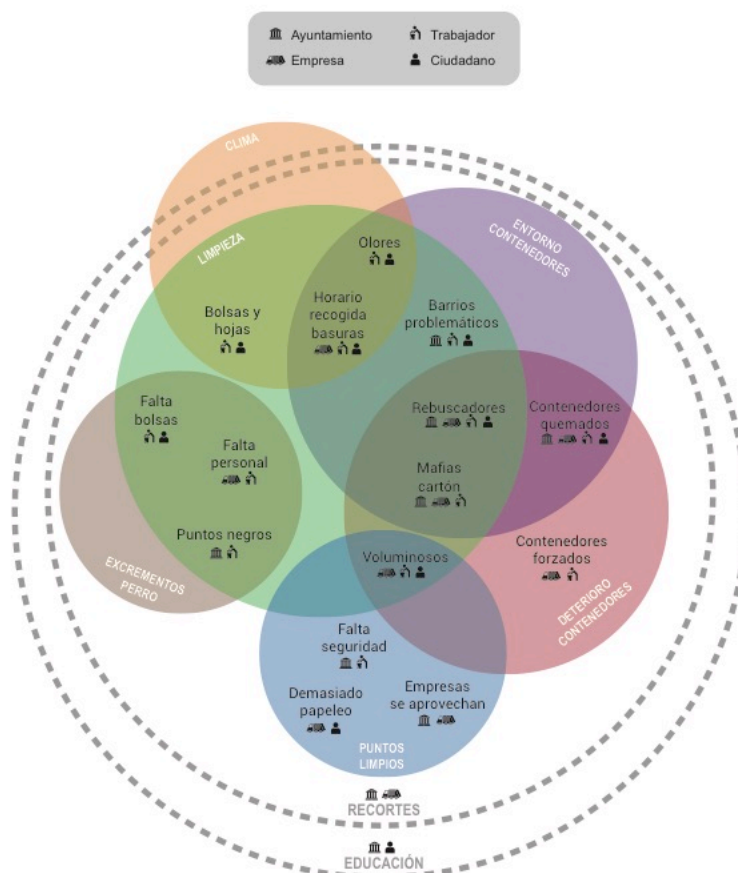 Ayuntamiento
Trabajador
Empresa
Ciudadano
CLIMA
LIMPIEZA
ENTORNO
CONTENEDORES
Olores
Bolsas y
hojas
Horario
recogida
basuras
Barrios
problemáticos
Falta
bolsas
Falta
personal
Puntos negros
EXCREMENTOS
PERRO
Rebuscadores
Contenedores
quemados
Mafias
cartón
Voluminosos
Contenedores
forzados
DETERIORO
CONTENEDORES
Falta
seguridad
Demasiado
papeleo
Empresas
se aprovechan
PUNTOS
LIMPIOS
RECORTES
EDUCACIÓN